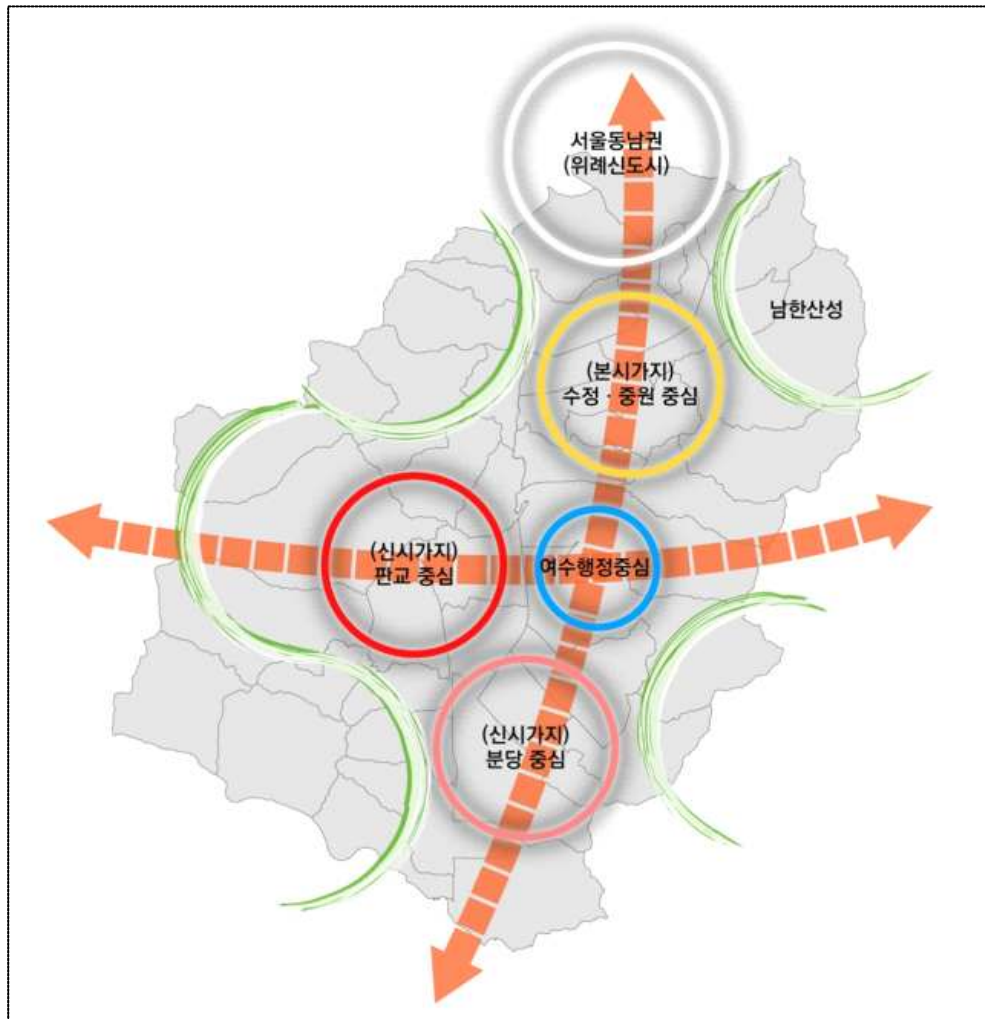 서울동남권
(위례신도시)
남한산성
(본시가지)
수정·중원 중심
(신시가지)
판교 중심
여수행정중심
(신시가지)
분당 중심